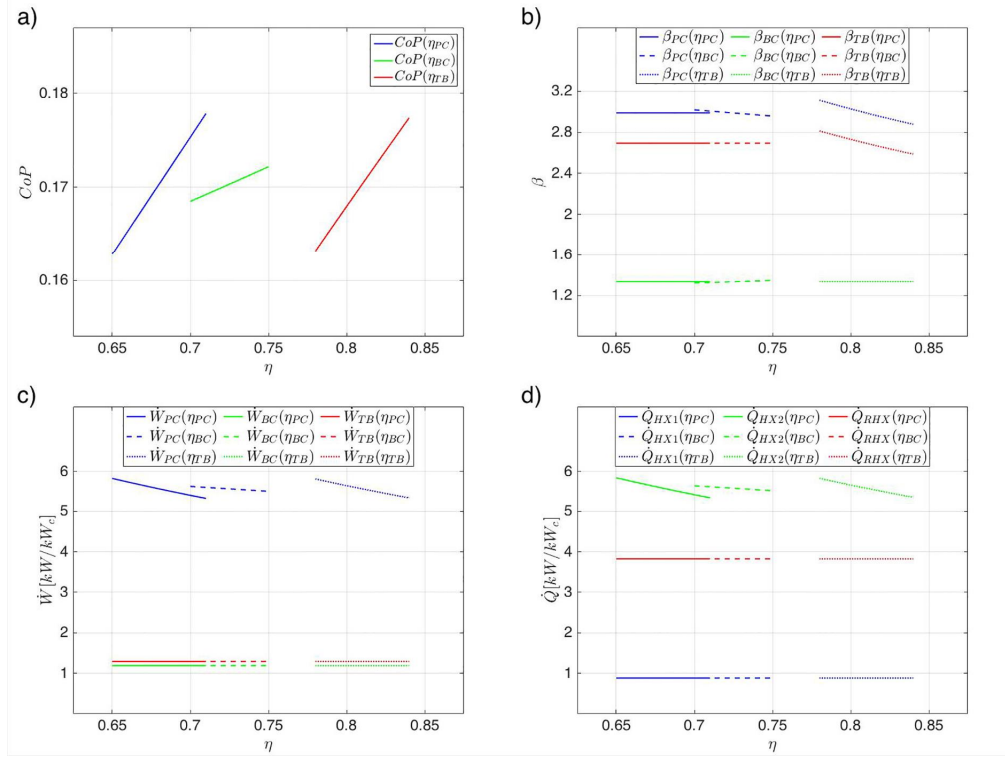 a)
CoP(η_PC)
CoP(η_BC)
CoP(η_TB)
0.18
0.17
0.16
CoP
0.65 0.7 0.75 0.8 0.85
η
b)
β_PC(η_PC) β_BC(η_PC) β_TB(η_PC)
β_PC(η_BC) β_BC(η_BC) β_TB(η_BC)
β_PC(η_TB) β_BC(η_TB) β_TB(η_TB)
3.2
2.8
2.4
2
1.6
1.2
β
0.65 0.7 0.75 0.8 0.85
η
c)
Ẇ_PC(η_PC) Ẇ_BC(η_PC) Ẇ_TB(η_PC)
Ẇ_PC(η_BC) Ẇ_BC(η_BC) Ẇ_TB(η_BC)
Ẇ_PC(η_TB) Ẇ_BC(η_TB) Ẇ_TB(η_TB)
6
5
4
3
2
1
Ẇ[kW/kW_c]
0.65 0.7 0.75 0.8 0.85
η
d)
Q̇_HX1(η_PC) Q̇_HX2(η_PC) Q̇_RHX(η_PC)
Q̇_HX1(η_BC) Q̇_HX2(η_BC) Q̇_RHX(η_BC)
Q̇_HX1(η_TB) Q̇_HX2(η_TB) Q̇_RHX(η_TB)
6
5
4
3
2
1
Q̇[kW/kW_c]
0.65 0.7 0.75 0.8 0.85
η